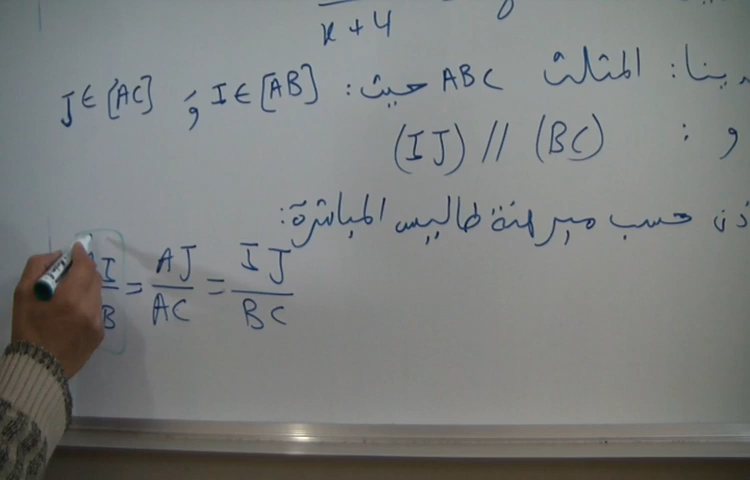 x + 4
لدينا: المثلث ABC حيث: I ∈ [AB] و J ∈ [AC]
و : (IJ) // (BC)
إذن حسب مبرهنة طاليس المباشرة:
AI/AB = AJ/AC = IJ/BC